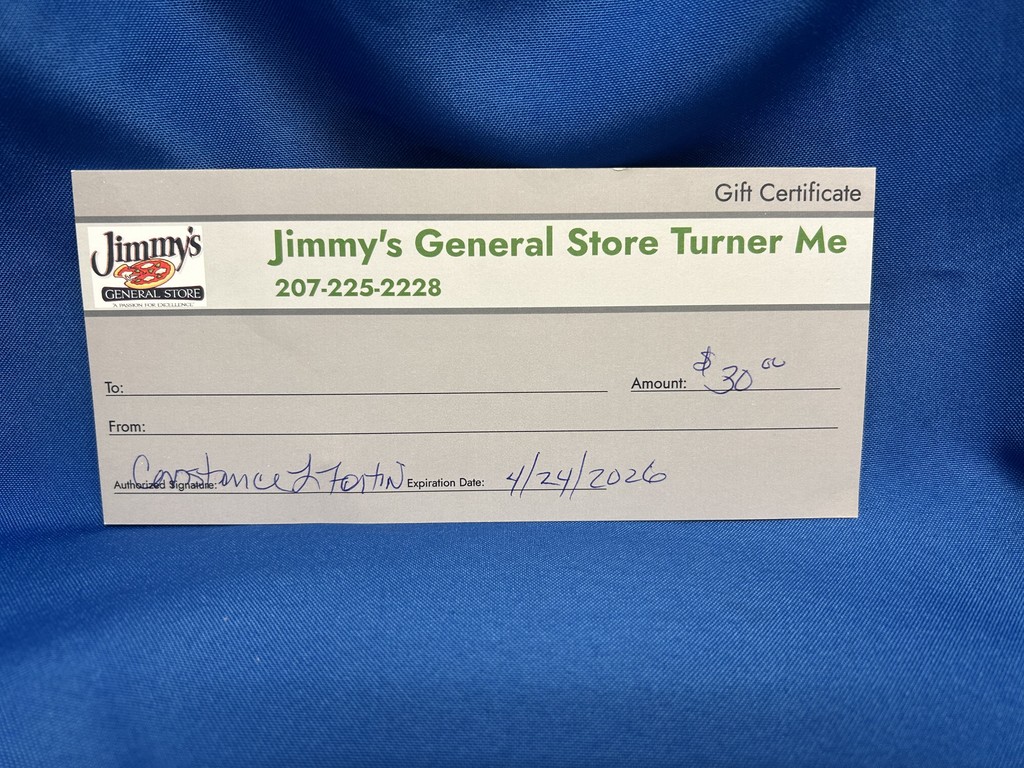 Gift Certificate
Jimmy's
GENERAL STORE
"A PASSION FOR EXCELLENCE"
Jimmy's General Store Turner Me
207-225-2228
To:
Amount: $30 00
From:
Authorized Signature: Constance L Fortin Expiration Date: 4/24/2026